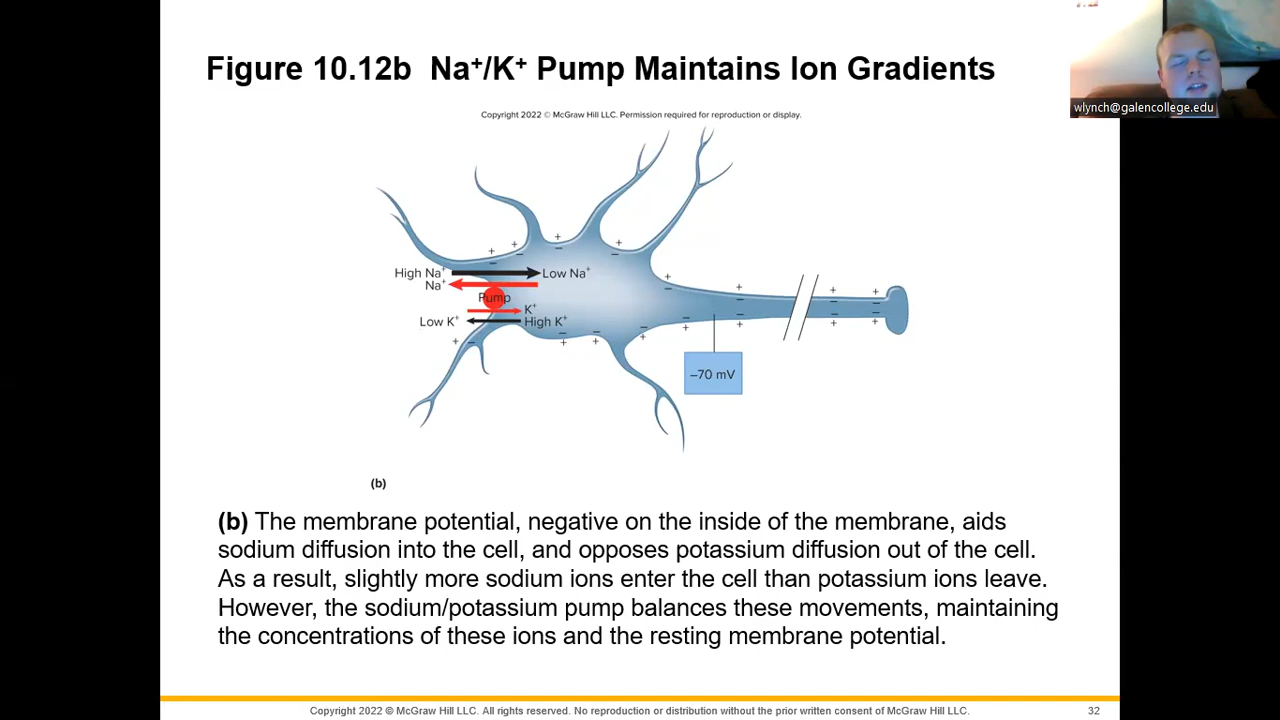 Figure 10.12b Na⁺/K⁺ Pump Maintains Ion Gradients
wlynch@galencollege.edu
Copyright 2022 © McGraw Hill LLC. Permission required for reproduction or display.
High Na⁺
Low Na⁺
Na⁺
Pump
K⁺
Low K⁺
High K⁺
–70 mV
(b)
(b) The membrane potential, negative on the inside of the membrane, aids
sodium diffusion into the cell, and opposes potassium diffusion out of the cell.
As a result, slightly more sodium ions enter the cell than potassium ions leave.
However, the sodium/potassium pump balances these movements, maintaining
the concentrations of these ions and the resting membrane potential.
Copyright 2022 © McGraw Hill LLC. All rights reserved. No reproduction or distribution without the prior written consent of McGraw Hill LLC.
32